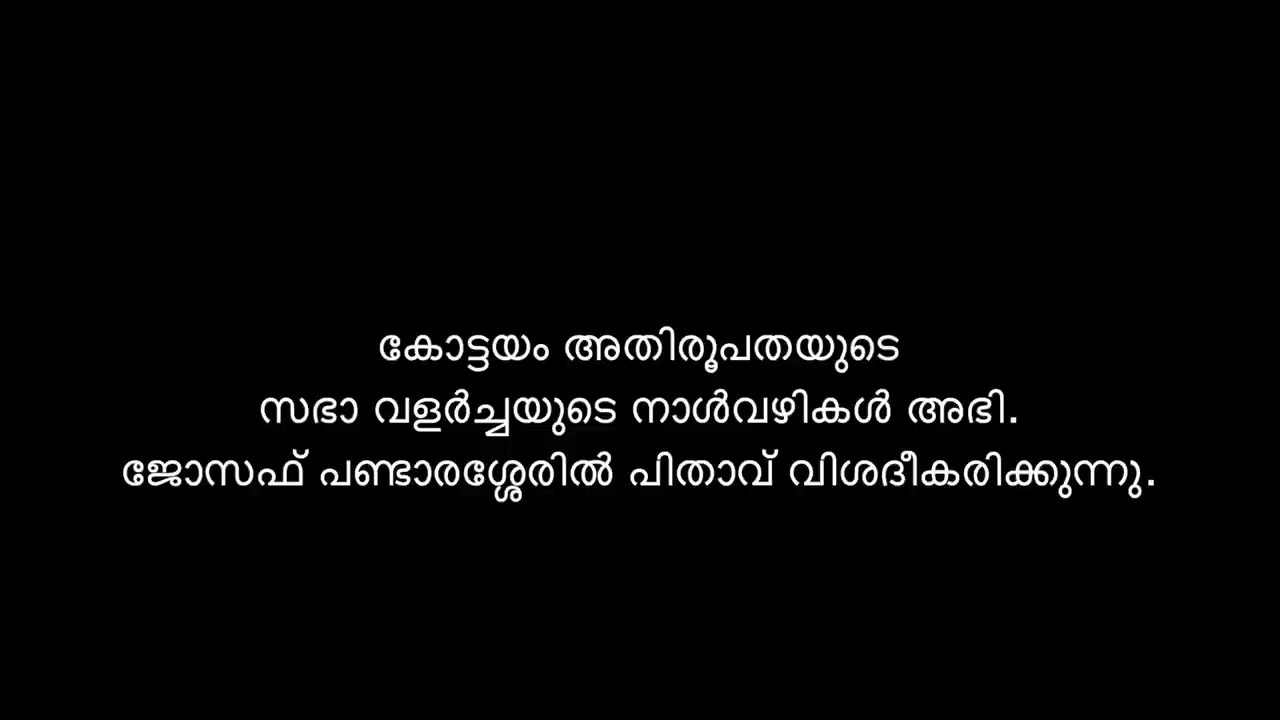 കോട്ടയം അതിരൂപതയുടെ
സഭാ വളർച്ചയുടെ നാൾവഴികൾ അഭി.
ജോസഫ് പണ്ടാരശ്ശേരിൽ പിതാവ് വിശദീകരിക്കുന്നു.